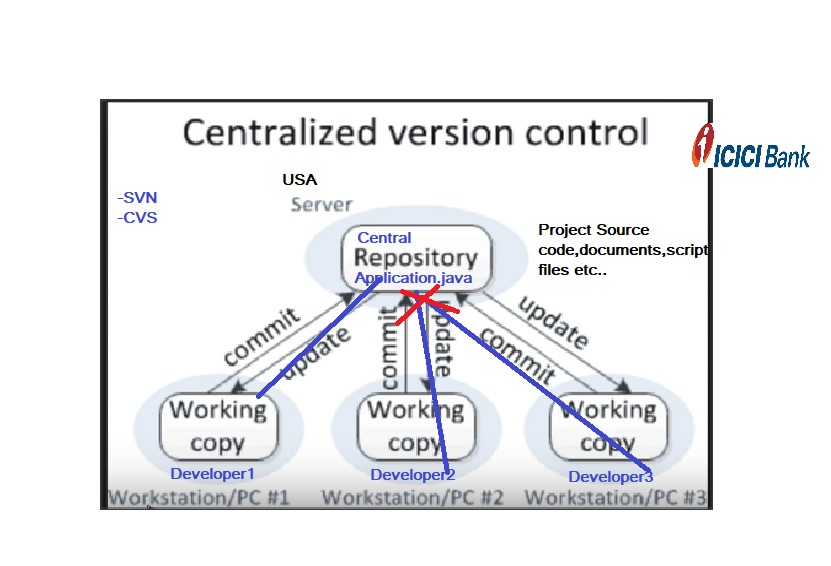 Centralized version control
ICICI Bank
USA
-SVN
-CVS
Server
Central
Repository
Application.java
Project Source
code,documents,script
files etc..
commit
update
commit
update
commit
update
Working
copy
Developer1
Workstation/PC #1
Working
copy
Developer2
Workstation/PC #2
Working
copy
Developer3
Workstation/PC #3